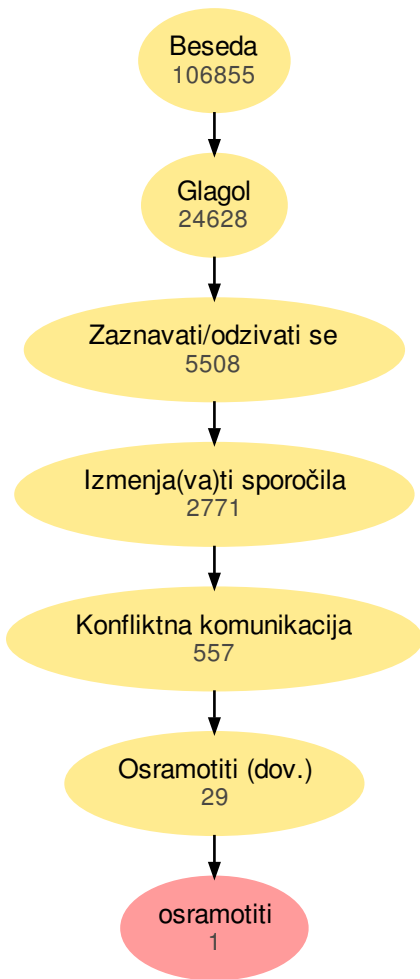 Beseda
106855
Glagol
24628
Zaznavati/odzivati se
5508
Izmenja(va)ti sporočila
2771
Konfliktna komunikacija
557
Osramotiti (dov.)
29
osramotiti
1